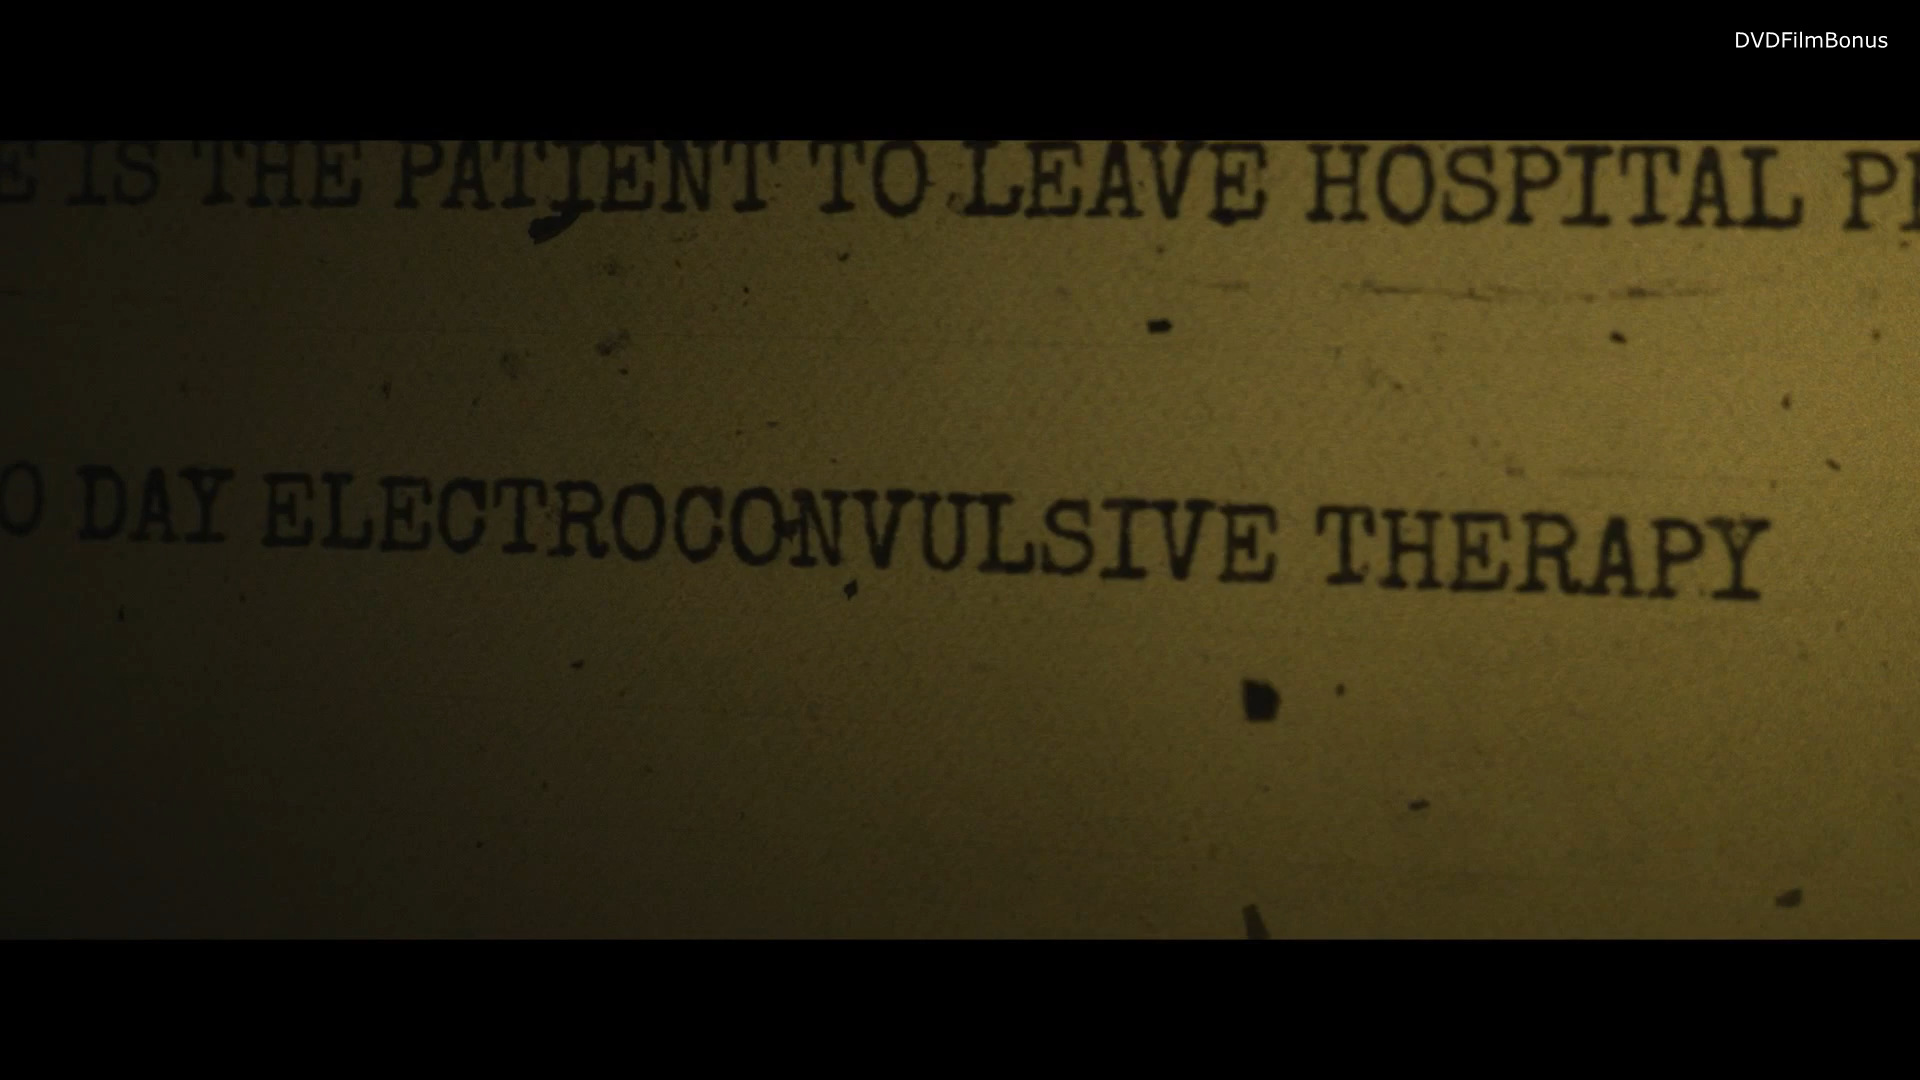 DVDFilmBonus
E IS THE PATIENT TO LEAVE HOSPITAL
O DAY ELECTROCONVULSIVE THERAPY